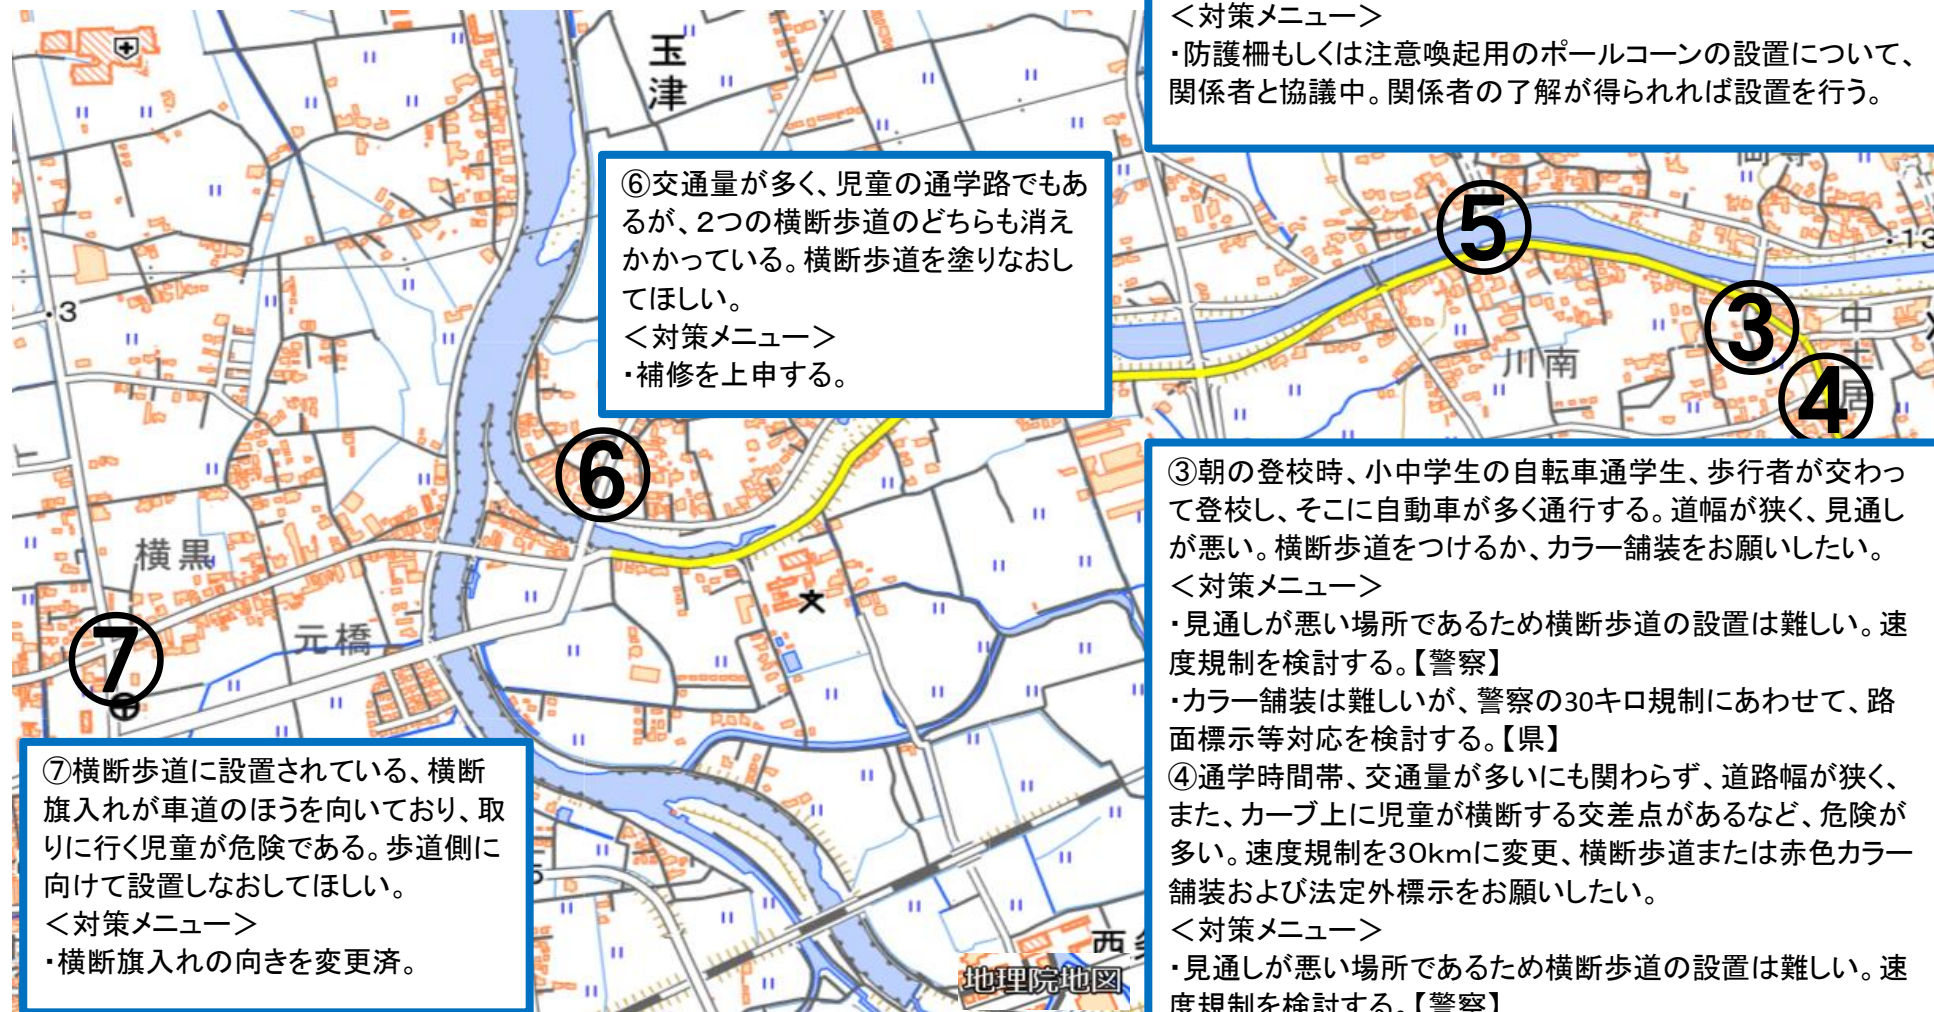 ＜対策メニュー＞
・防護柵もしくは注意喚起用のポールコーンの設置について、
関係者と協議中。関係者の了解が得られれば設置を行う。
玉
津
⑥交通量が多く、児童の通学路でもあ
るが、２つの横断歩道のどちらも消え
かかっている。横断歩道を塗りなおし
てほしい。
＜対策メニュー＞
・補修を上申する。
⑤
・13
③
④
中
土
居
川南
・3
⑥
横黒
元橋
⑦
③朝の登校時、小中学生の自転車通学生、歩行者が交わっ
て登校し、そこに自動車が多く通行する。道幅が狭く、見通し
が悪い。横断歩道をつけるか、カラー舗装をお願いしたい。
＜対策メニュー＞
・見通しが悪い場所であるため横断歩道の設置は難しい。速
度規制を検討する。【警察】
・カラー舗装は難しいが、警察の30キロ規制にあわせて、路
面標示等対応を検討する。【県】
④通学時間帯、交通量が多いにも関わらず、道路幅が狭く、
また、カーブ上に児童が横断する交差点があるなど、危険が
多い。速度規制を３０ｋｍに変更、横断歩道または赤色カラー
舗装および法定外標示をお願いしたい。
＜対策メニュー＞
・見通しが悪い場所であるため横断歩道の設置は難しい。速
度規制を検討する。【警察】
⑦横断歩道に設置されている、横断
旗入れが車道のほうを向いており、取
りに行く児童が危険である。歩道側に
向けて設置しなおしてほしい。
＜対策メニュー＞
・横断旗入れの向きを変更済。
5
西条
地理院地図